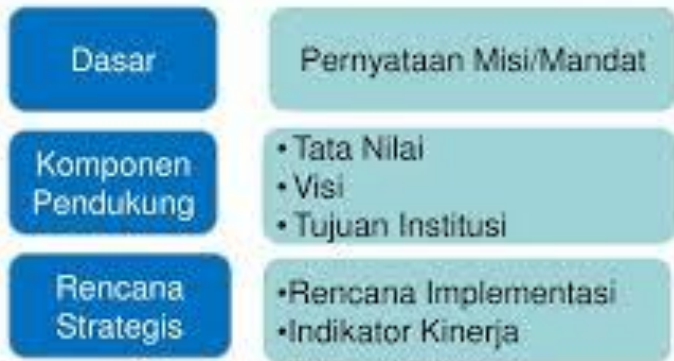 Dasar
Pernyataan Misi/Mandat
Komponen
Pendukung
• Tata Nilai
• Visi
• Tujuan Institusi
Rencana
Strategis
•Rencana Implementasi
•Indikator Kinerja